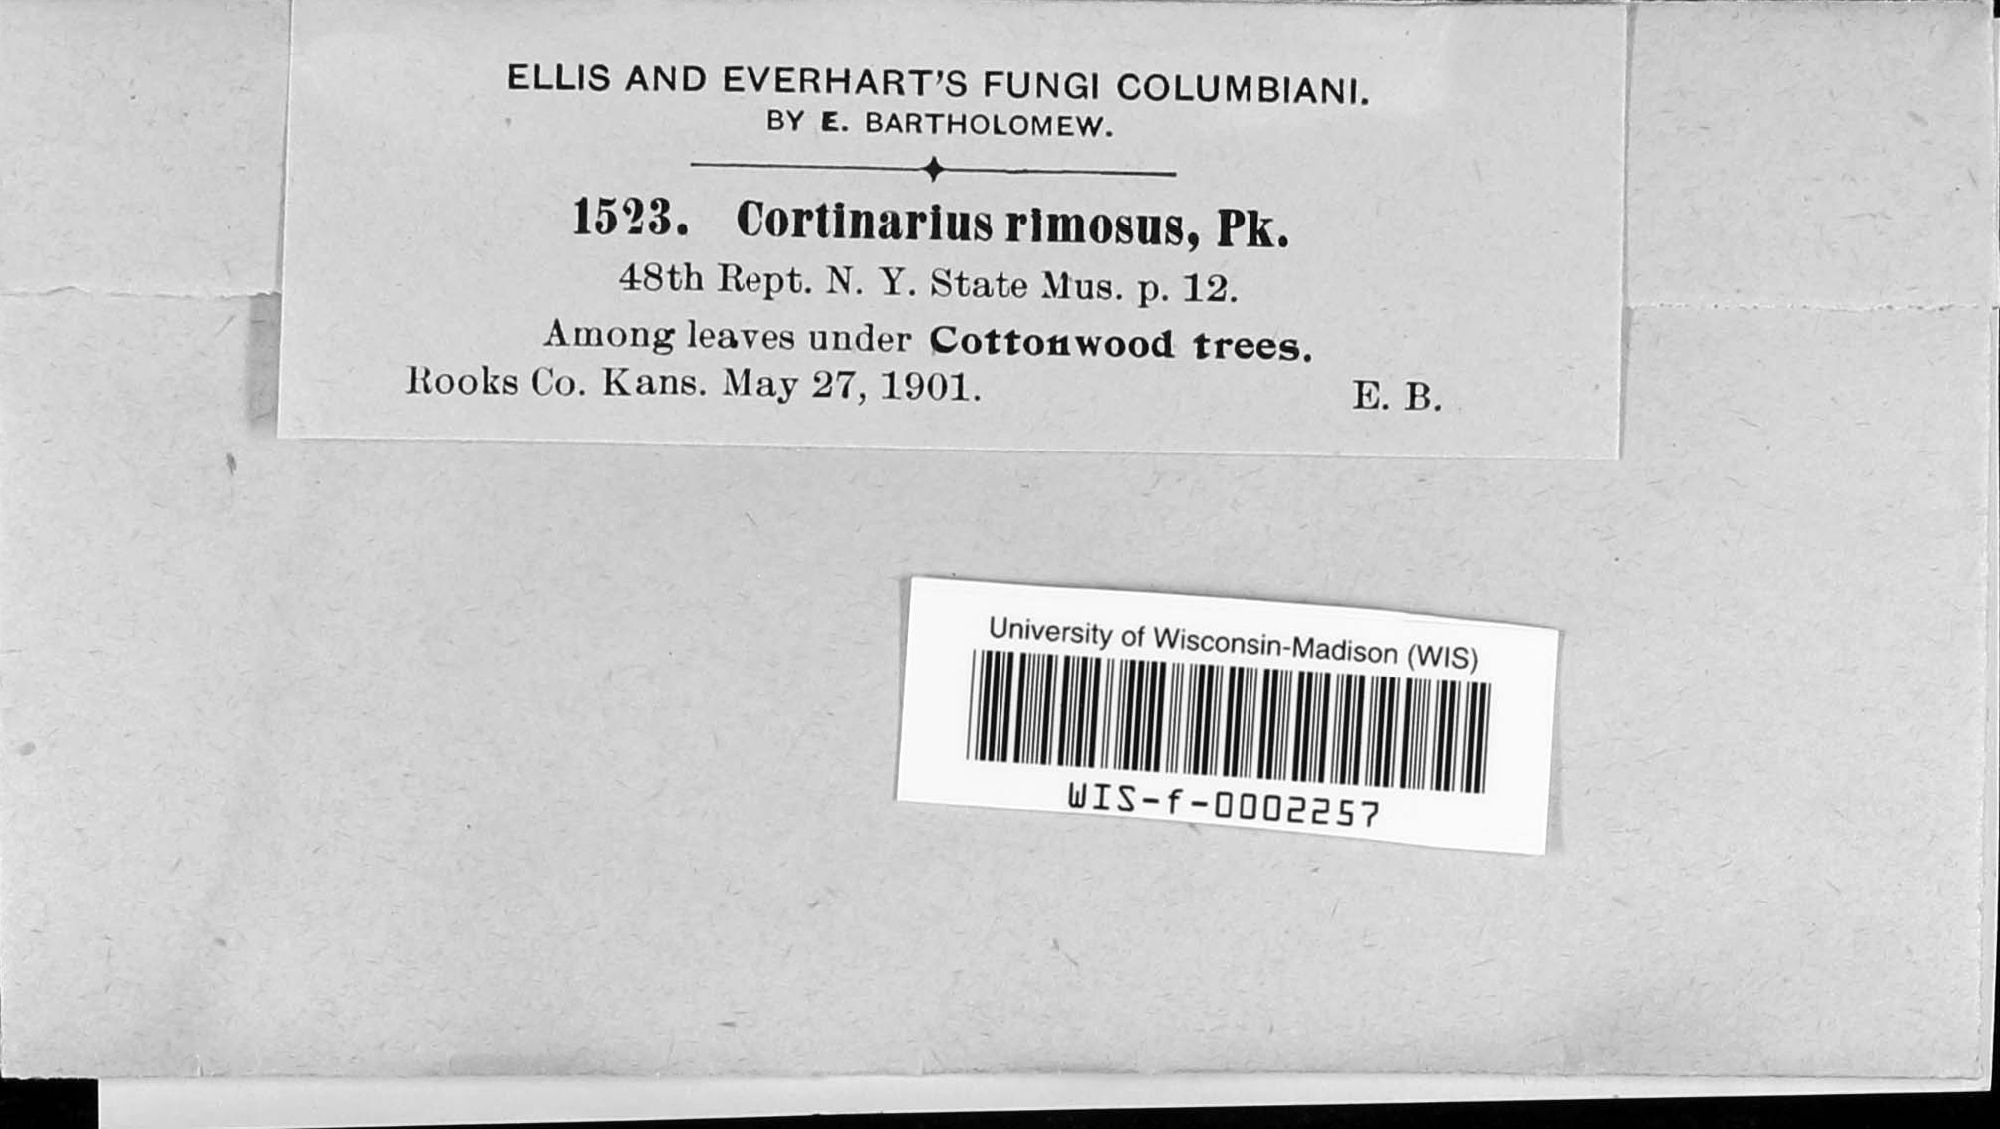 ELLIS AND EVERHART'S FUNGI COLUMBIANI.
BY E. BARTHOLOMEW.
1523. Cortinarius rimosus, Pk.
48th Rept. N. Y. State Mus. p. 12.
Among leaves under Cottonwood trees.
Rooks Co. Kans. May 27, 1901. E. B.
University of Wisconsin-Madison (WIS)
WIS-f-0002257